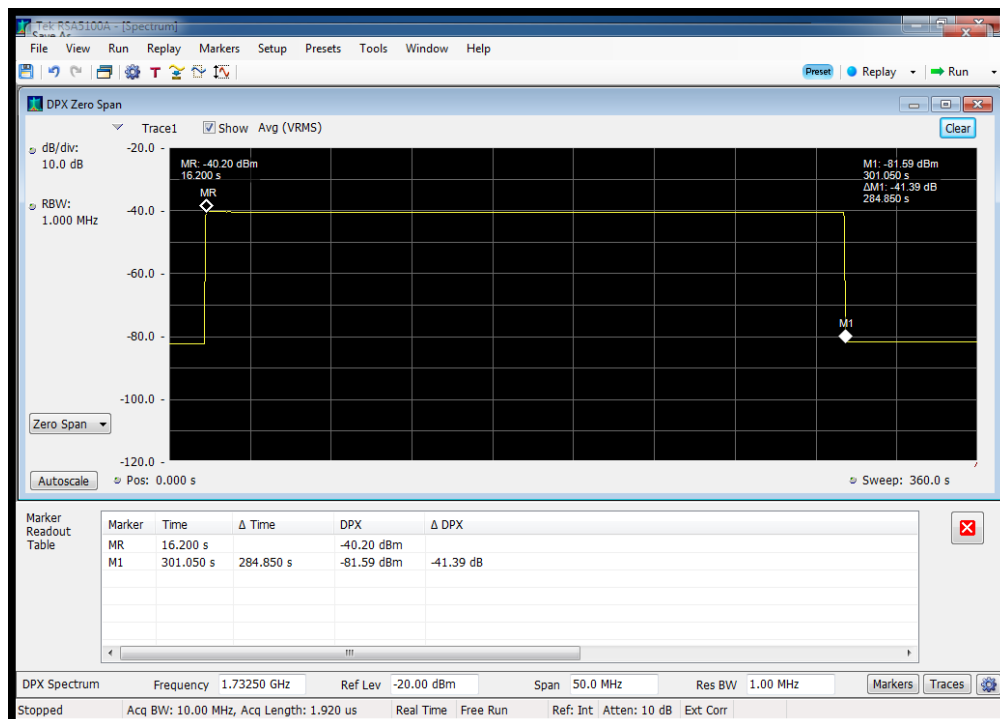 Tek RSA5100A - [Spectrum]
Save As
File View Run Replay Markers Setup Presets Tools Window Help
T Preset Replay Run
DPX Zero Span
Trace1 Show Avg (VRMS) Clear
dB/div:
10.0 dB
RBW:
1.000 MHz
-20.0 -
-40.0 -
-60.0 -
-80.0 -
-100.0 -
-120.0 -
MR: -40.20 dBm
16.200 s
MR
M1: -81.59 dBm
301.050 s
ΔM1: -41.39 dB
284.850 s
M1
Zero Span
Autoscale Pos: 0.000 s Sweep: 360.0 s
Marker
Readout
Table
Marker Time Δ Time DPX Δ DPX
MR 16.200 s -40.20 dBm
M1 301.050 s 284.850 s -81.59 dBm -41.39 dB
DPX Spectrum Frequency 1.73250 GHz Ref Lev -20.00 dBm Span 50.0 MHz Res BW 1.00 MHz Markers Traces
Stopped Acq BW: 10.00 MHz, Acq Length: 1.920 us Real Time Free Run Ref: Int Atten: 10 dB Ext Corr